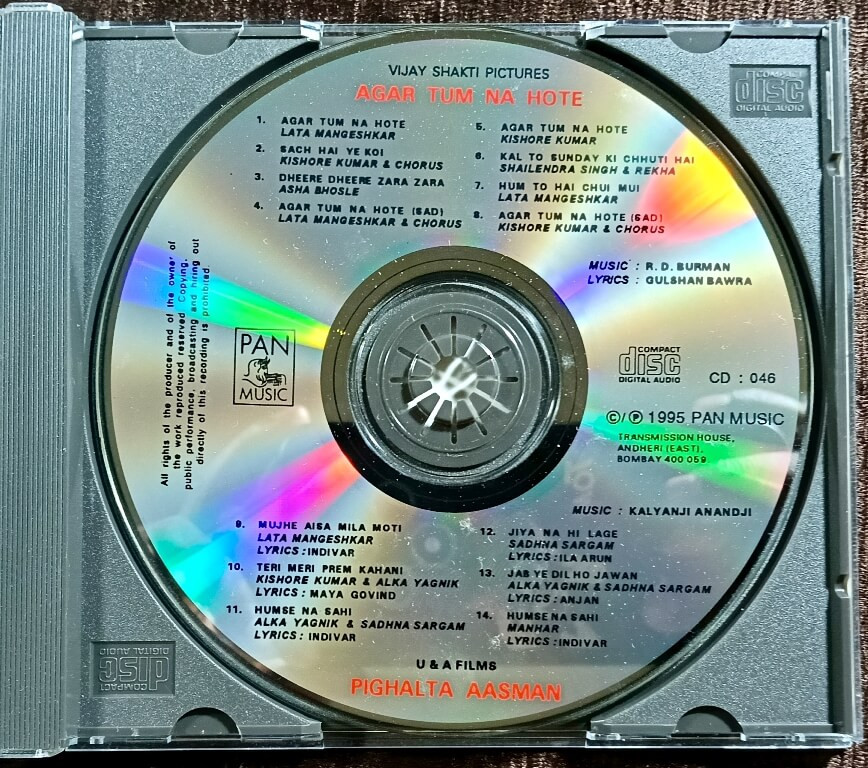 VIJAY SHAKTI PICTURES
AGAR TUM NA HOTE
1. AGAR TUM NA HOTE
LATA MANGESHKAR
2. SACH HAI YE KOI
KISHORE KUMAR & CHORUS
3. DHEERE DHEERE ZARA ZARA
ASHA BHOSLE
4. AGAR TUM NA HOTE (SAD)
LATA MANGESHKAR & CHORUS
5. AGAR TUM NA HOTE
KISHORE KUMAR
6. KAL TO SUNDAY KI CHHUTI HAI
SHAILENDRA SINGH & REKHA
7. HUM TO HAI CHUI MUI
LATA MANGESHKAR
8. AGAR TUM NA HOTE (SAD)
KISHORE KUMAR & CHORUS
MUSIC : R. D. BURMAN
LYRICS : GULSHAN BAWRA
COMPACT
disc
DIGITAL AUDIO
All rights of the producer and of the owner of
the work reproduced reserved Copying,
public performance, broadcasting and hiring out
directly of this recording is prohibited.
PAN
MUSIC
COMPACT
disc
DIGITAL AUDIO
CD : 046
©/℗ 1995 PAN MUSIC
TRANSMISSION HOUSE,
ANDHERI (EAST),
BOMBAY 400 059.
MUSIC : KALYANJI ANANDJI
9. MUJHE AISA MILA MOTI
LATA MANGESHKAR
LYRICS : INDIVAR
10. TERI MERI PREM KAHANI
KISHORE KUMAR & ALKA YAGNIK
LYRICS : MAYA GOVIND
11. HUMSE NA SAHI
ALKA YAGNIK & SADHNA SARGAM
LYRICS : INDIVAR
12. JIYA NA HI LAGE
SADHNA SARGAM
LYRICS : ILA ARUN
13. JAB YE DIL HO JAWAN
ALKA YAGNIK & SADHNA SARGAM
LYRICS : ANJAN
14. HUMSE NA SAHI
MANHAR
LYRICS : INDIVAR
U & A FILMS
PIGHALTA AASMAN
COMPACT
disc
DIGITAL AUDIO